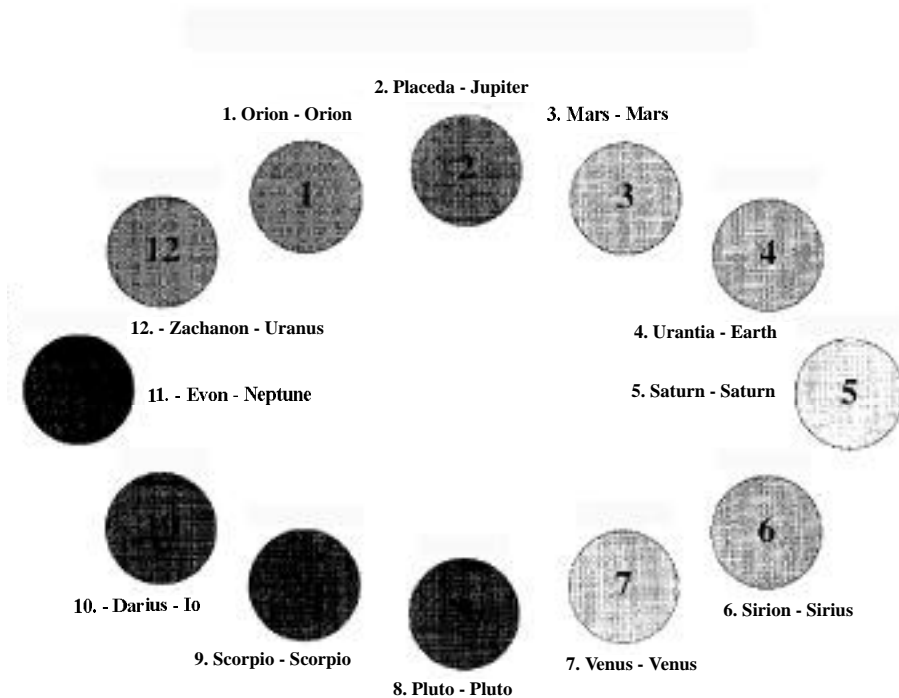 2. Placeda - Jupiter
1. Orion - Orion
3. Mars - Mars
2
1
3
12
4
12. - Zachanon - Uranus
4. Urantia - Earth
11. - Evon - Neptune
5. Saturn - Saturn
5
10
6
7
10. - Darius - Io
6. Sirion - Sirius
9. Scorpio - Scorpio
7. Venus - Venus
8. Pluto - Pluto